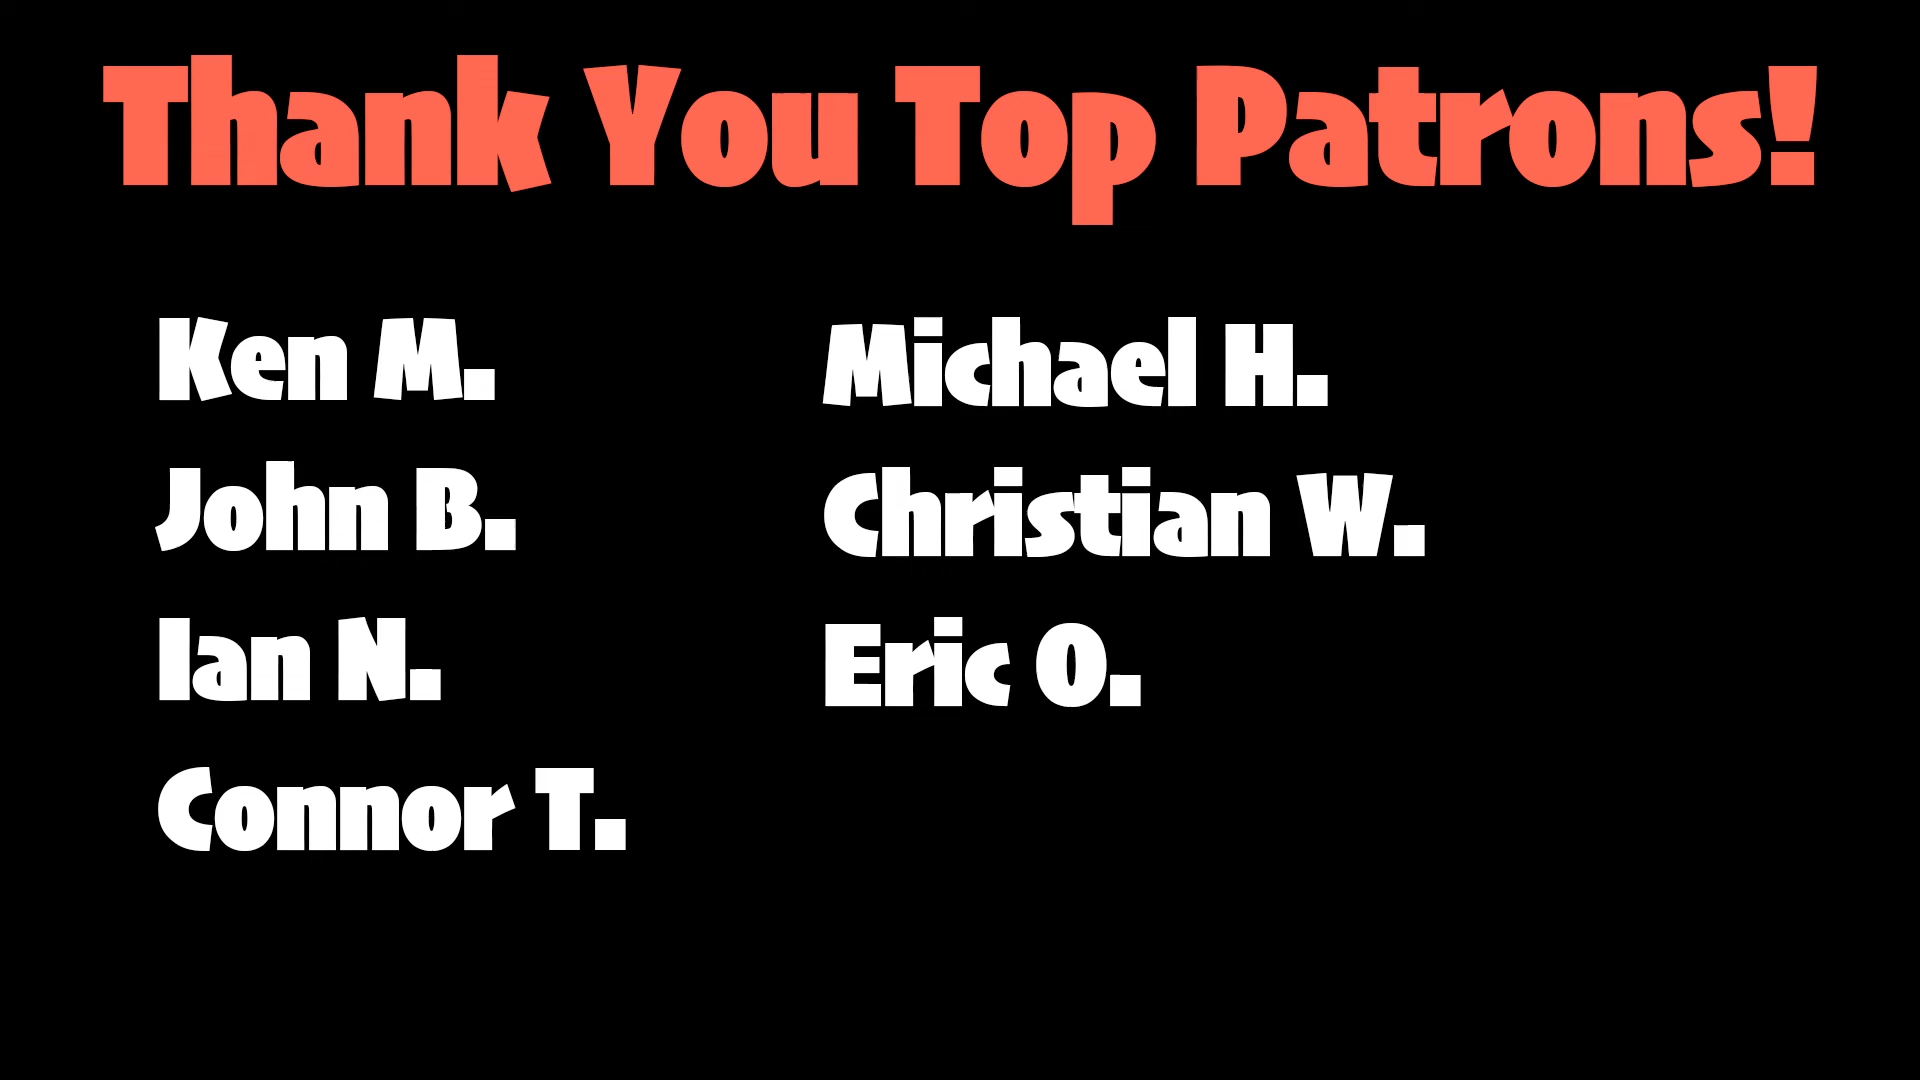 Thank You Top Patrons!
Ken M.
John B.
Ian N.
Connor T.
Michael H.
Christian W.
Eric O.